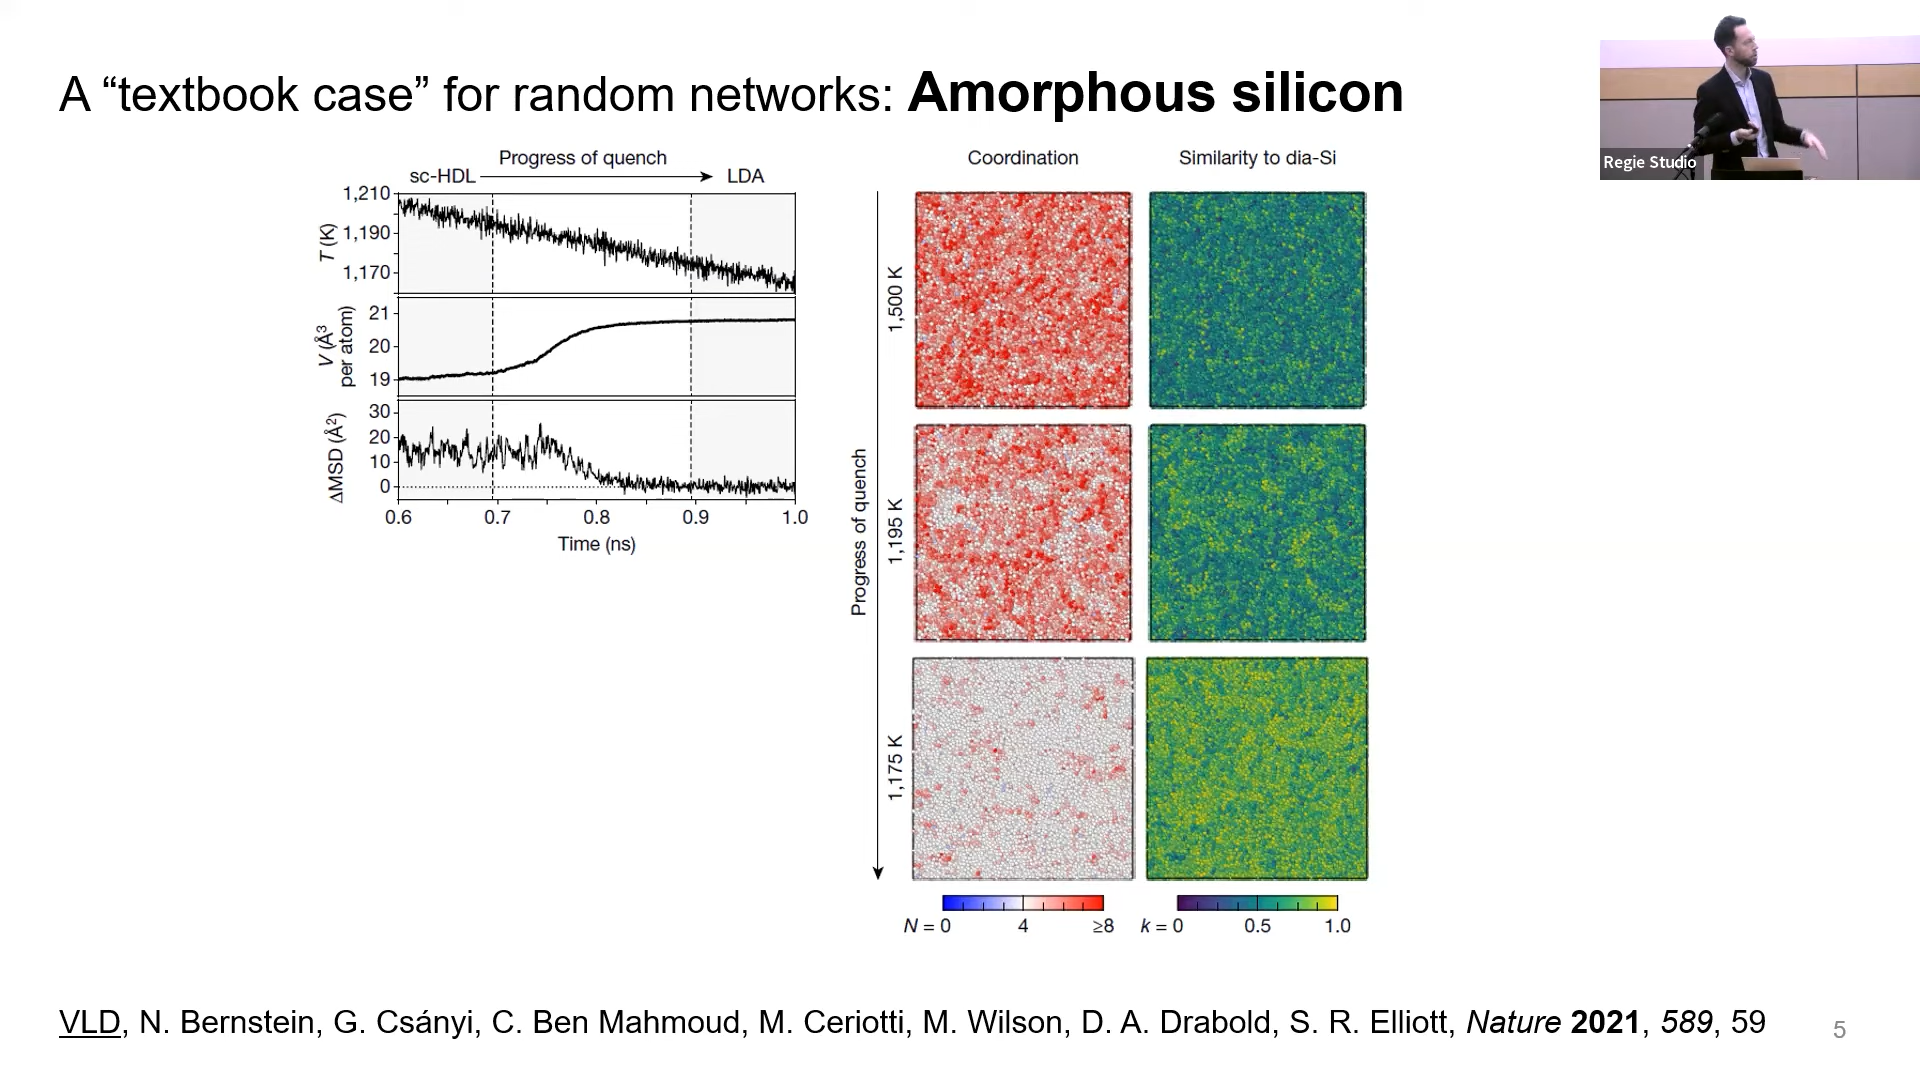 A “textbook case” for random networks: Amorphous silicon
Regie Studio
Progress of quench
sc-HDL
LDA
T (K)
1,210
1,190
1,170
V (Å³
per atom)
21
20
19
ΔMSD (Å²)
30
20
10
0
0.6
0.7
0.8
0.9
1.0
Time (ns)
Coordination
Similarity to dia-Si
Progress of quench
1,500 K
1,195 K
1,175 K
N = 0
4
≥8
k = 0
0.5
1.0
VLD, N. Bernstein, G. Csányi, C. Ben Mahmoud, M. Ceriotti, M. Wilson, D. A. Drabold, S. R. Elliott, Nature 2021, 589, 59
5